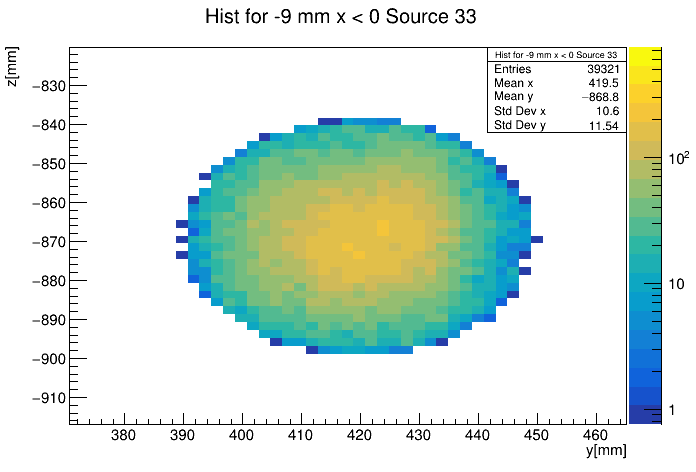 Hist for -9 mm x < 0 Source 33
z[mm]
Hist for -9 mm x < 0 Source 33
Entries 39321
Mean x 419.5
Mean y −868.8
Std Dev x 10.6
Std Dev y 11.54
−830
−840
−850
−860
−870
−880
−890
−900
−910
10²
10
1
380 390 400 410 420 430 440 450 460
y[mm]